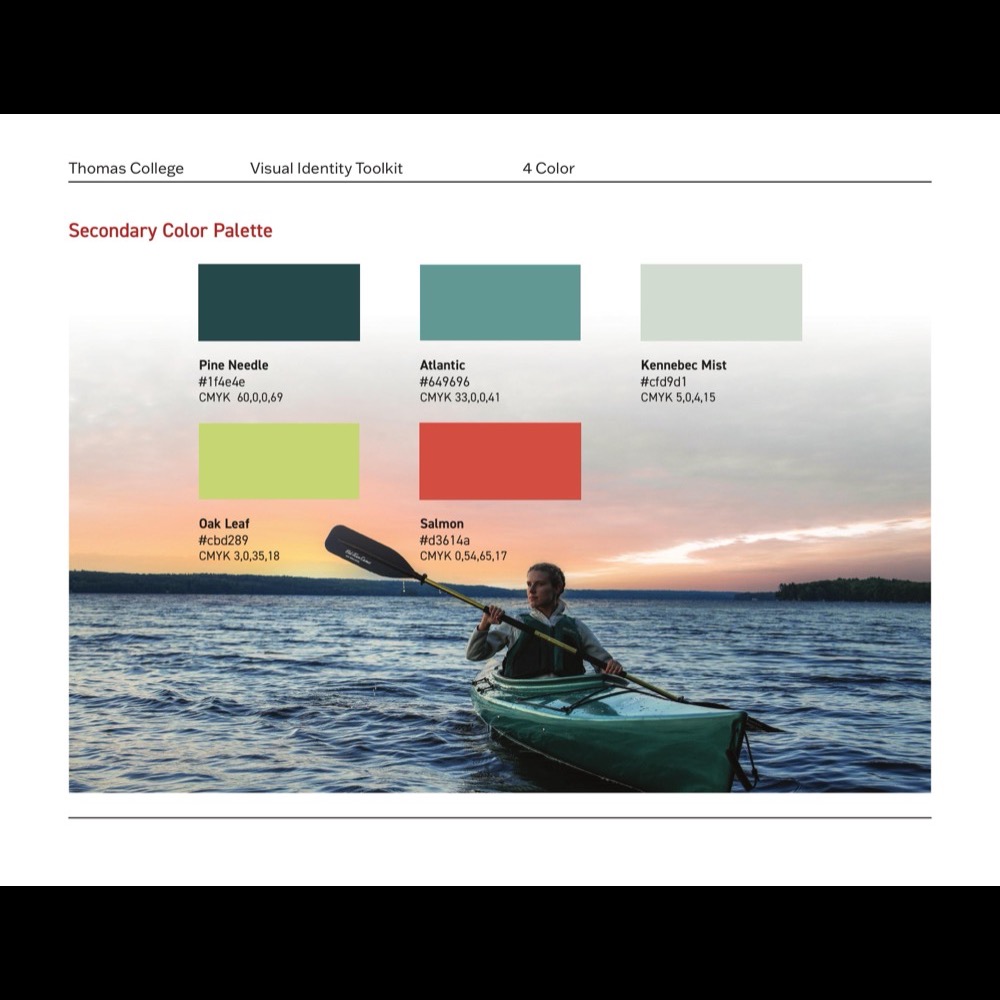 Thomas College Visual Identity Toolkit 4 Color
Secondary Color Palette
Pine Needle
#1f4e4e
CMYK 60,0,0,69
Atlantic
#649696
CMYK 33,0,0,41
Kennebec Mist
#cfd9d1
CMYK 5,0,4,15
Oak Leaf
#cbd289
CMYK 3,0,35,18
Salmon
#d3614a
CMYK 0,54,65,17